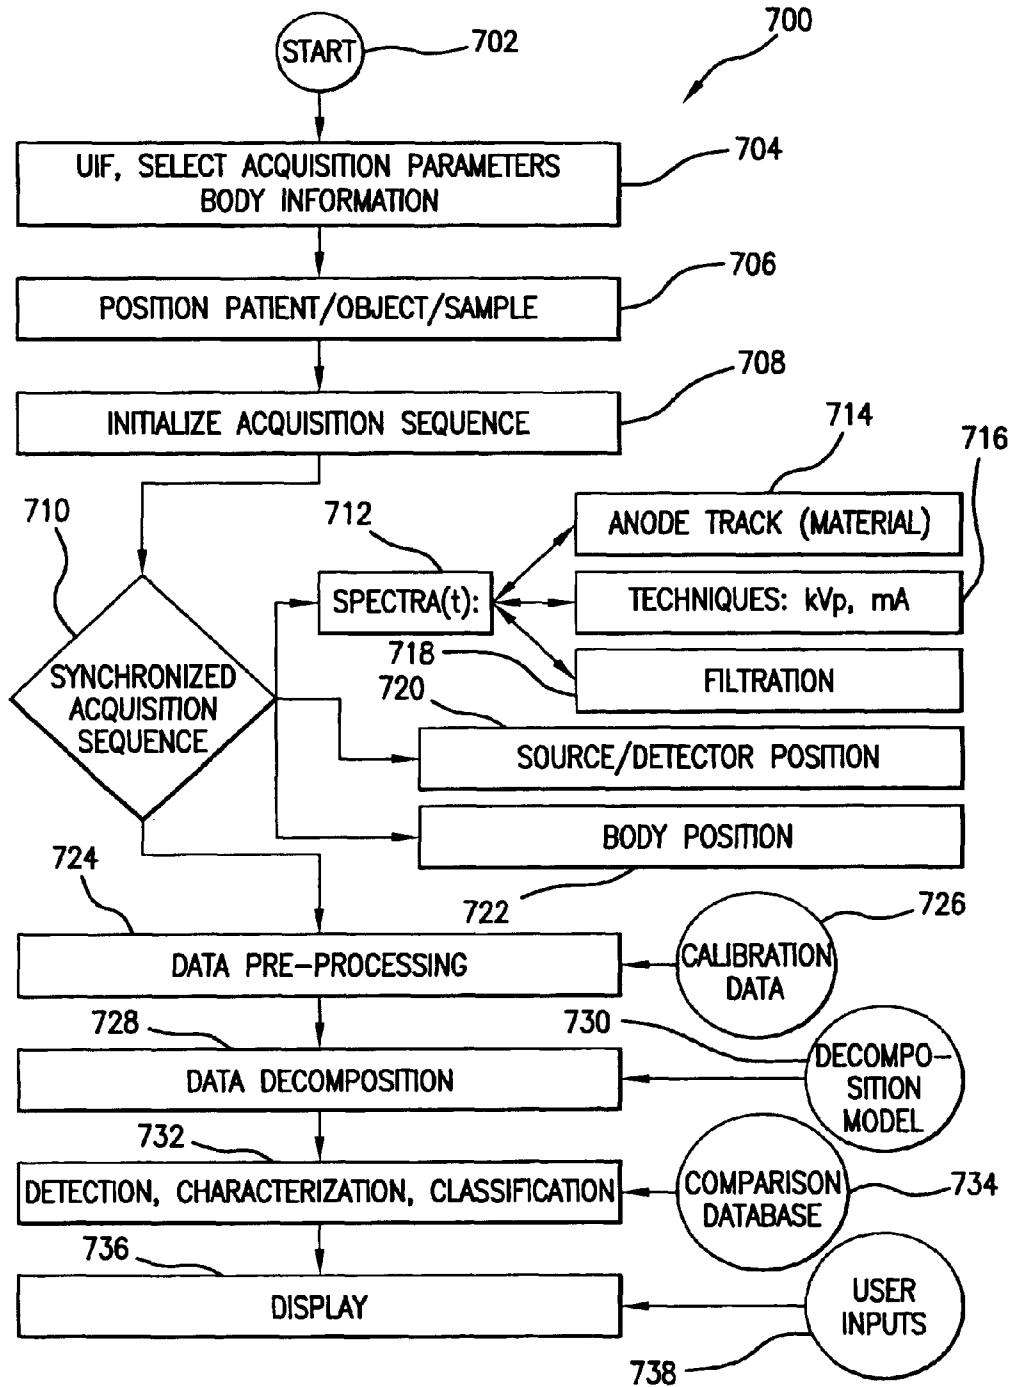 700
START
702
704
UIF, SELECT ACQUISITION PARAMETERS
BODY INFORMATION
706
POSITION PATIENT/OBJECT/SAMPLE
708
INITIALIZE ACQUISITION SEQUENCE
710
SYNCHRONIZED
ACQUISITION
SEQUENCE
712
SPECTRA(t):
714
ANODE TRACK (MATERIAL)
716
TECHNIQUES: kVp, mA
718
FILTRATION
720
SOURCE/DETECTOR POSITION
BODY POSITION
722
724
DATA PRE-PROCESSING
726
CALIBRATION
DATA
728
DATA DECOMPOSITION
730
DECOMPO-
SITION
MODEL
732
DETECTION, CHARACTERIZATION, CLASSIFICATION
COMPARISON
DATABASE
734
736
DISPLAY
USER
INPUTS
738